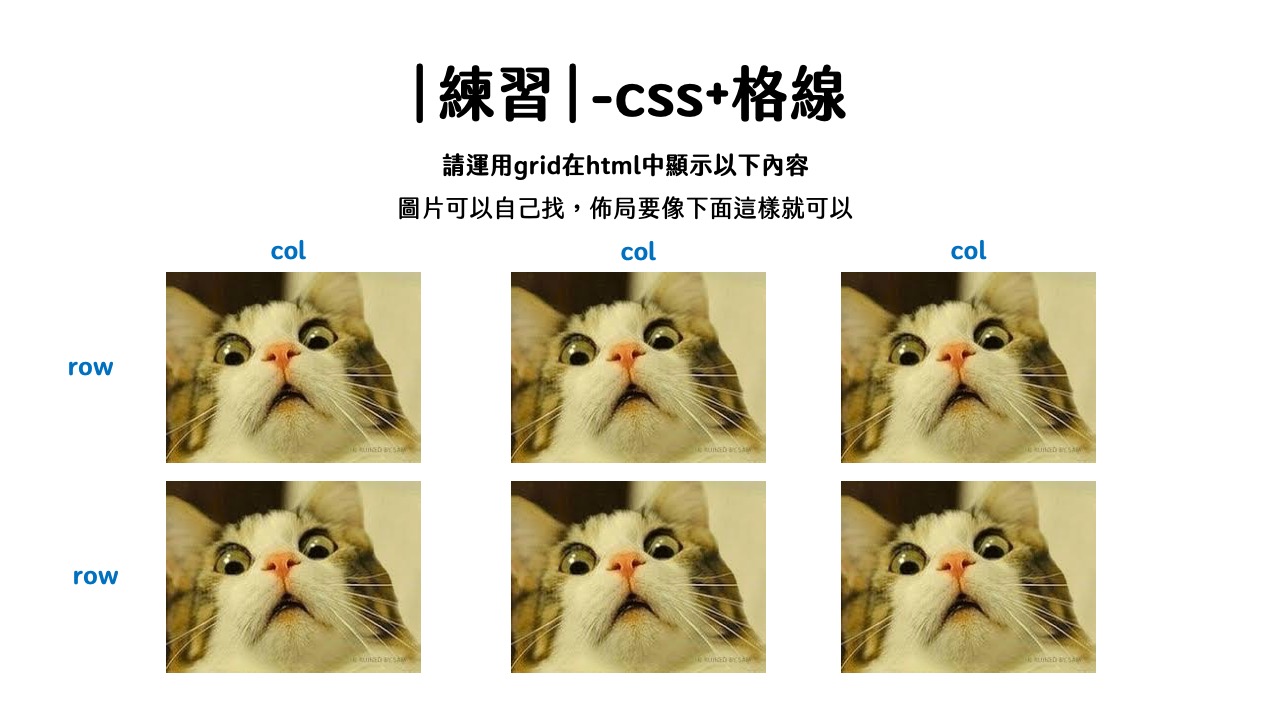 |練習|-css+格線
請運用grid在html中顯示以下內容
圖片可以自己找，佈局要像下面這樣就可以
col
col
col
row
row